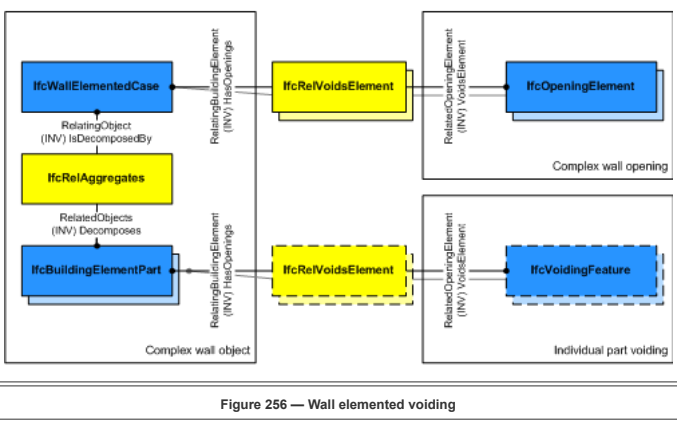 IfcWallElementedCase
RelatingBuildingElement
(INV) HasOpenings
IfcRelVoidsElement
RelatedOpeningElement
(INV) VoidsElement
IfcOpeningElement
Complex wall opening
RelatingObject
(INV) IsDecomposedBy
IfcRelAggregates
RelatedObjects
(INV) Decomposes
IfcBuildingElementPart
RelatingBuildingElement
(INV) HasOpenings
IfcRelVoidsElement
RelatedOpeningElement
(INV) VoidsElement
IfcVoidingFeature
Complex wall object
Individual part voiding
Figure 256 — Wall elemented voiding